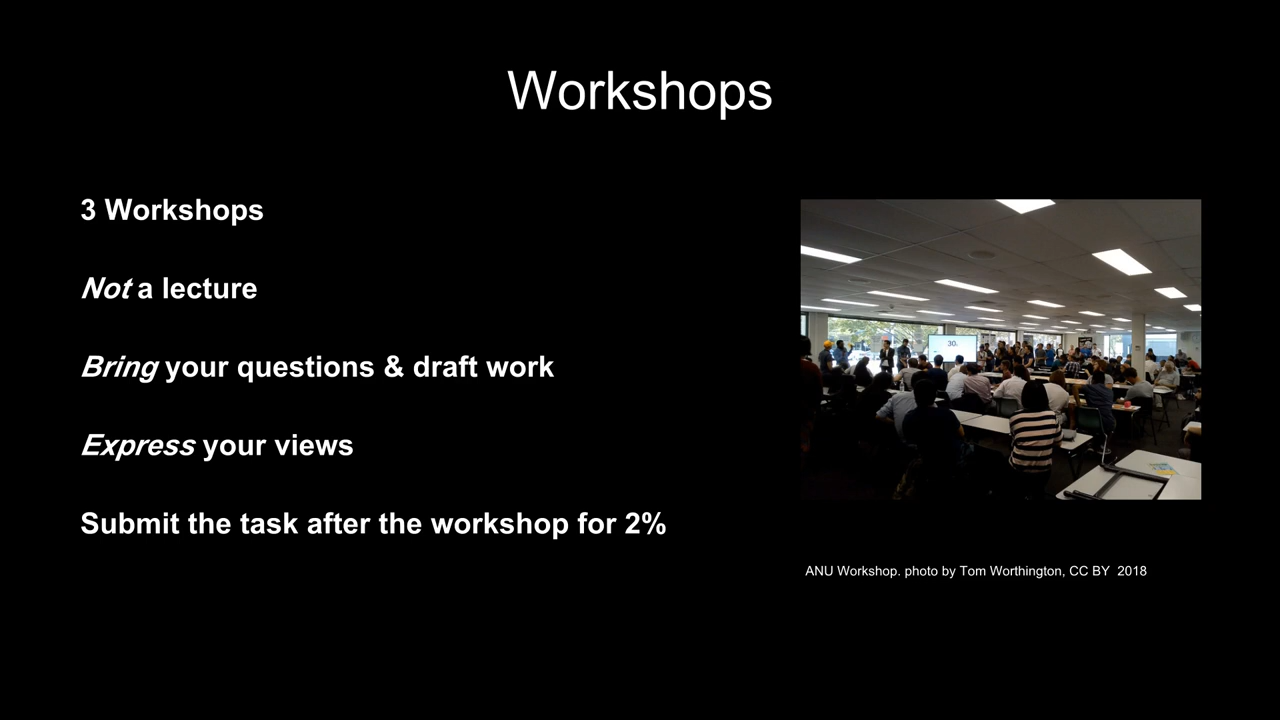 Workshops
3 Workshops
Not a lecture
Bring your questions & draft work
Express your views
Submit the task after the workshop for 2%
30.
ANU Workshop. photo by Tom Worthington, CC BY  2018